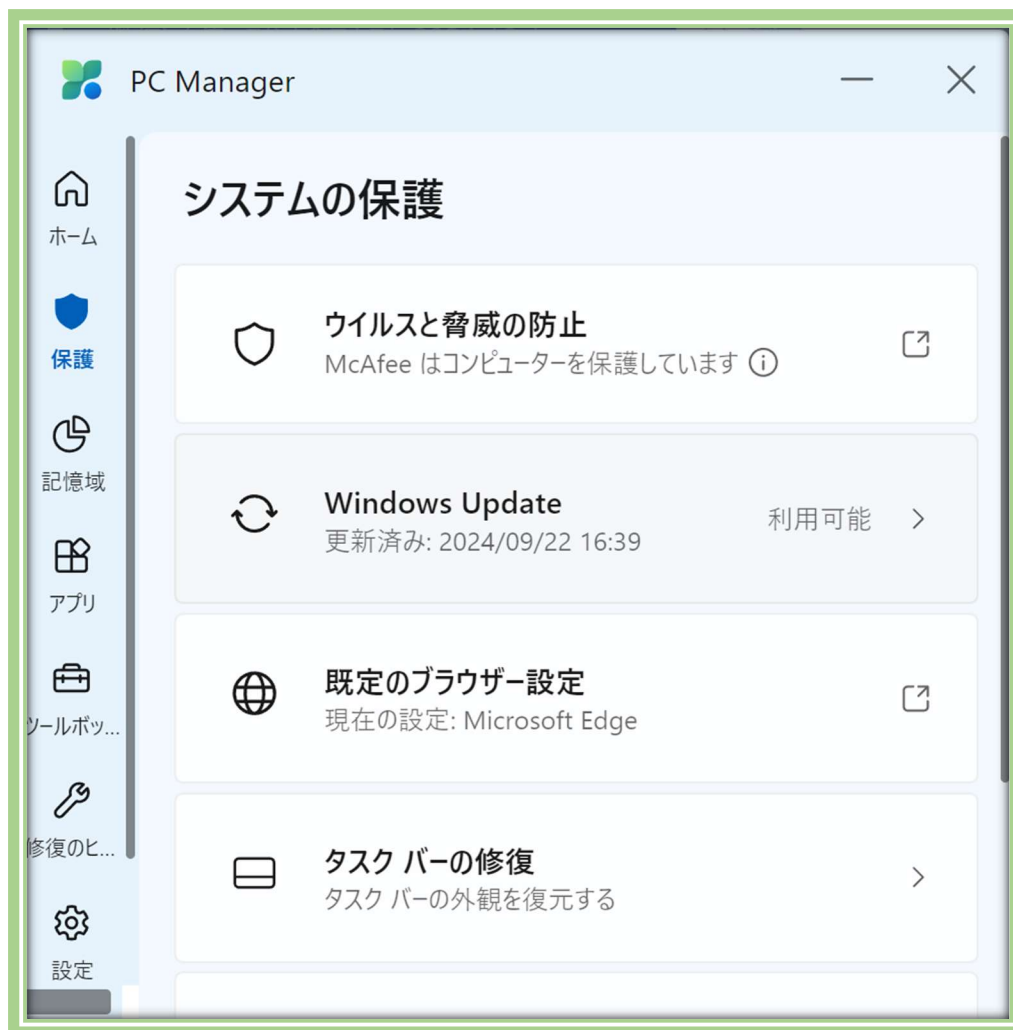 PC Manager
ホーム
保護
記憶域
アプリ
ツールボッ...
修復のヒ...
設定
システムの保護
ウイルスと脅威の防止
McAfee はコンピューターを保護しています
Windows Update
更新済み: 2024/09/22 16:39
利用可能
既定のブラウザー設定
現在の設定: Microsoft Edge
タスク バーの修復
タスク バーの外観を復元する